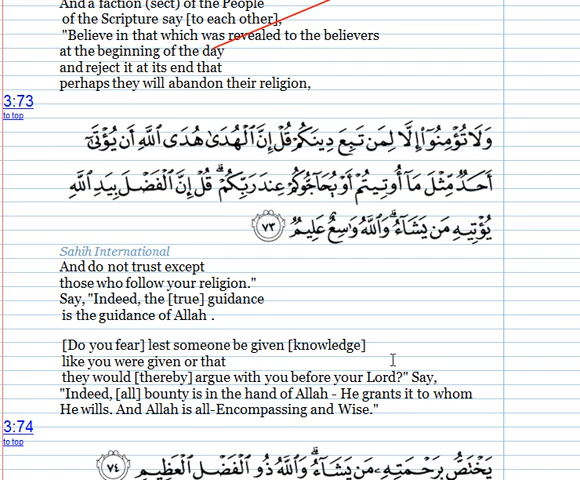 And a faction (sect) of the People
of the Scripture say [to each other],
"Believe in that which was revealed to the believers
at the beginning of the day
and reject it at its end that
perhaps they will abandon their religion,
3:73
to top
وَلَا تُؤْمِنُوٓا۟ إِلَّا لِمَن تَبِعَ دِينَكُمْ قُلْ إِنَّ ٱلْهُدَىٰ هُدَى ٱللَّهِ أَن يُؤْتَىٰٓ
أَحَدٌ مِّثْلَ مَآ أُوتِيتُمْ أَوْ يُحَآجُّوكُمْ عِندَ رَبِّكُمْ ۗ قُلْ إِنَّ ٱلْفَضْلَ بِيَدِ ٱللَّهِ
يُؤْتِيهِ مَن يَشَآءُ ۗ وَٱللَّهُ وَٰسِعٌ عَلِيمٌ ٧٣
Sahih International
And do not trust except
those who follow your religion."
Say, "Indeed, the [true] guidance
is the guidance of Allah .
[Do you fear] lest someone be given [knowledge]
like you were given or that
they would [thereby] argue with you before your Lord?" Say,
"Indeed, [all] bounty is in the hand of Allah - He grants it to whom
He wills. And Allah is all-Encompassing and Wise."
3:74
to top
يَخْتَصُّ بِرَحْمَتِهِۦ مَن يَشَآءُ ۗ وَٱللَّهُ ذُو ٱلْفَضْلِ ٱلْعَظِيمِ ٧٤